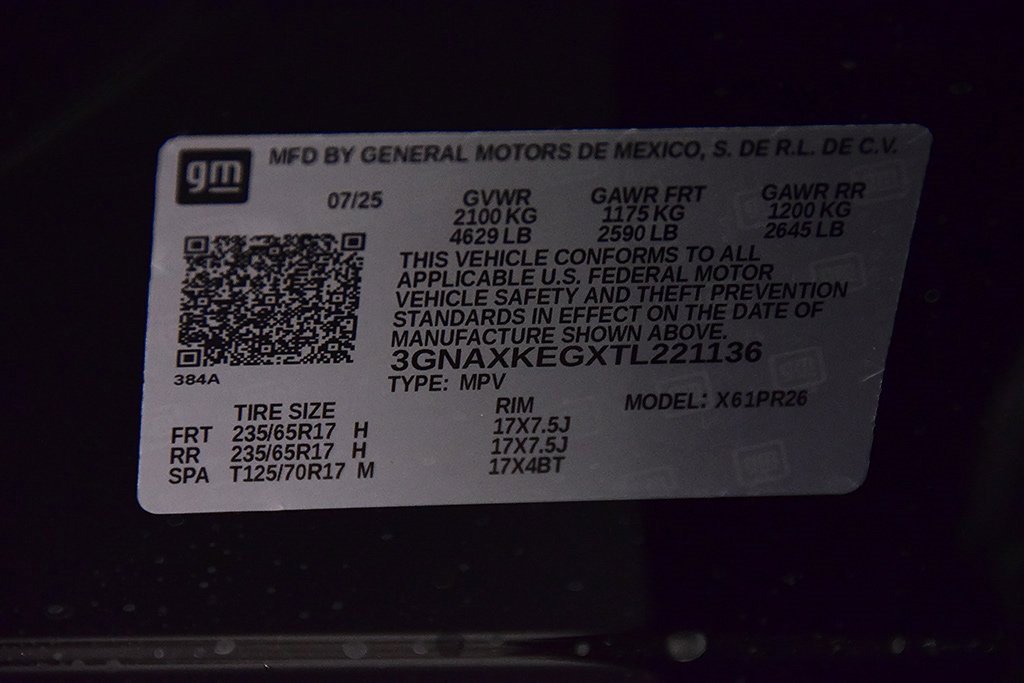 gm
MFD BY GENERAL MOTORS DE MEXICO, S. DE R.L. DE C.V.
07/25 GVWR GAWR FRT GAWR RR
2100 KG 1175 KG 1200 KG
4629 LB 2590 LB 2645 LB
THIS VEHICLE CONFORMS TO ALL
APPLICABLE U.S. FEDERAL MOTOR
VEHICLE SAFETY AND THEFT PREVENTION
STANDARDS IN EFFECT ON THE DATE OF
MANUFACTURE SHOWN ABOVE.
3GNAXKEGXTL221136
384A
TYPE: MPV
MODEL: X61PR26
TIRE SIZE RIM
FRT 235/65R17 H 17X7.5J
RR 235/65R17 H 17X7.5J
SPA T125/70R17 M 17X4BT